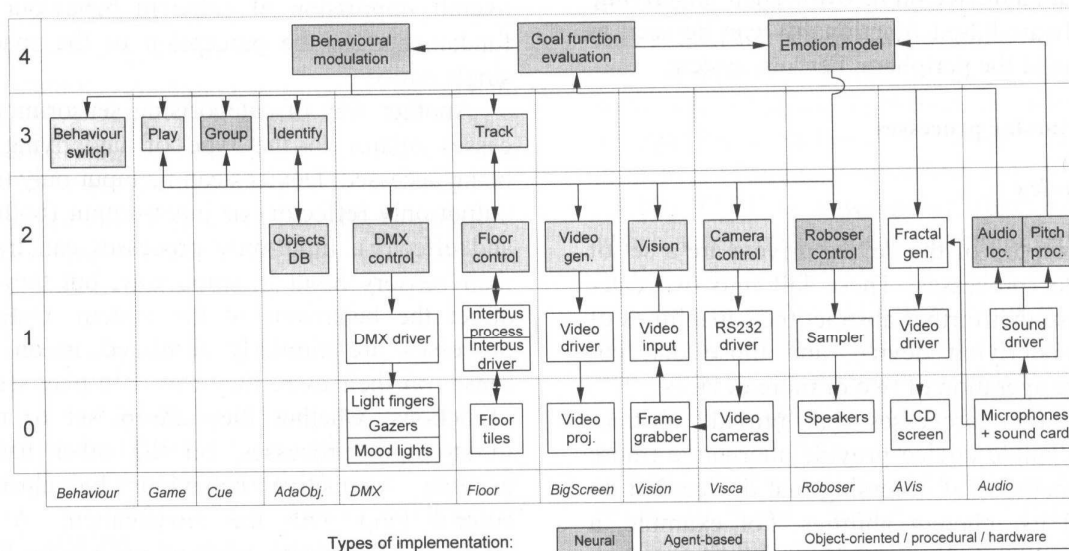 4
Behavioural
modulation
Goal function
evaluation
Emotion model
3
Behaviour
switch
Play
Group
Identify
Track
2
Objects
DB
DMX
control
Floor
control
Video
gen.
Vision
Camera
control
Roboser
control
Fractal
gen.
Audio
loc.
Pitch
proc.
1
DMX driver
Interbus
process
Interbus
driver
Video
driver
Video
input
RS232
driver
Sampler
Video
driver
Sound
driver
0
Light fingers
Gazers
Mood lights
Floor
tiles
Video
proj.
Frame
grabber
Video
cameras
Speakers
LCD
screen
Microphones
+ sound card
Behaviour
Game
Cue
AdaObj.
DMX
Floor
BigScreen
Vision
Visca
Roboser
AVis
Audio
Types of implementation:
Neural
Agent-based
Object-oriented / procedural / hardware